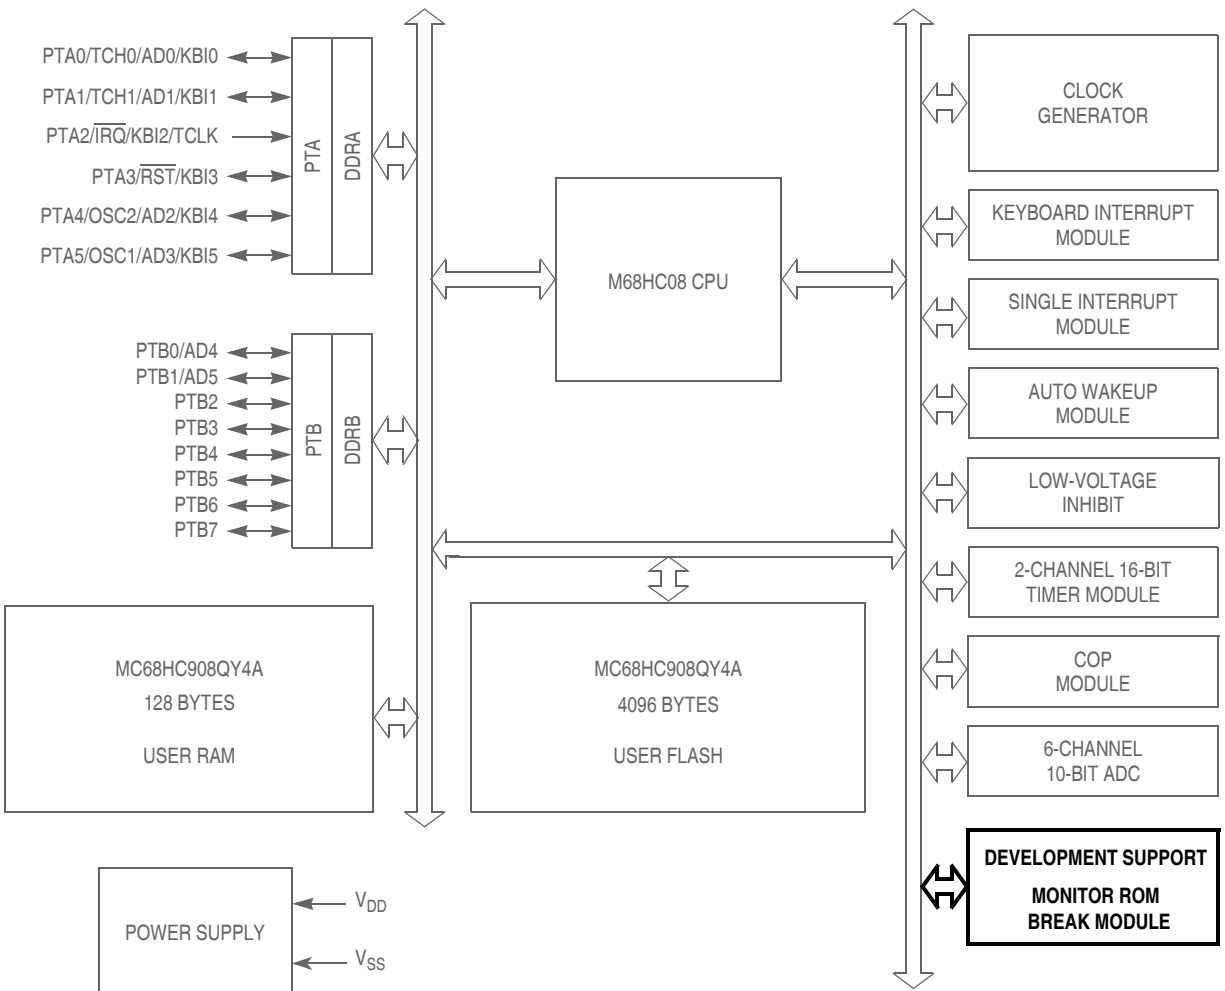 PTA0/TCH0/AD0/KBI0
PTA1/TCH1/AD1/KBI1
PTA2/IRQ/KBI2/TCLK
PTA3/RST/KBI3
PTA4/OSC2/AD2/KBI4
PTA5/OSC1/AD3/KBI5
PTA
DDRA
PTB0/AD4
PTB1/AD5
PTB2
PTB3
PTB4
PTB5
PTB6
PTB7
PTB
DDRB
M68HC08 CPU
MC68HC908QY4A
128 BYTES
USER RAM
MC68HC908QY4A
4096 BYTES
USER FLASH
POWER SUPPLY
VDD
VSS
CLOCK
GENERATOR
KEYBOARD INTERRUPT
MODULE
SINGLE INTERRUPT
MODULE
AUTO WAKEUP
MODULE
LOW-VOLTAGE
INHIBIT
2-CHANNEL 16-BIT
TIMER MODULE
COP
MODULE
6-CHANNEL
10-BIT ADC
DEVELOPMENT SUPPORT
MONITOR ROM
BREAK MODULE